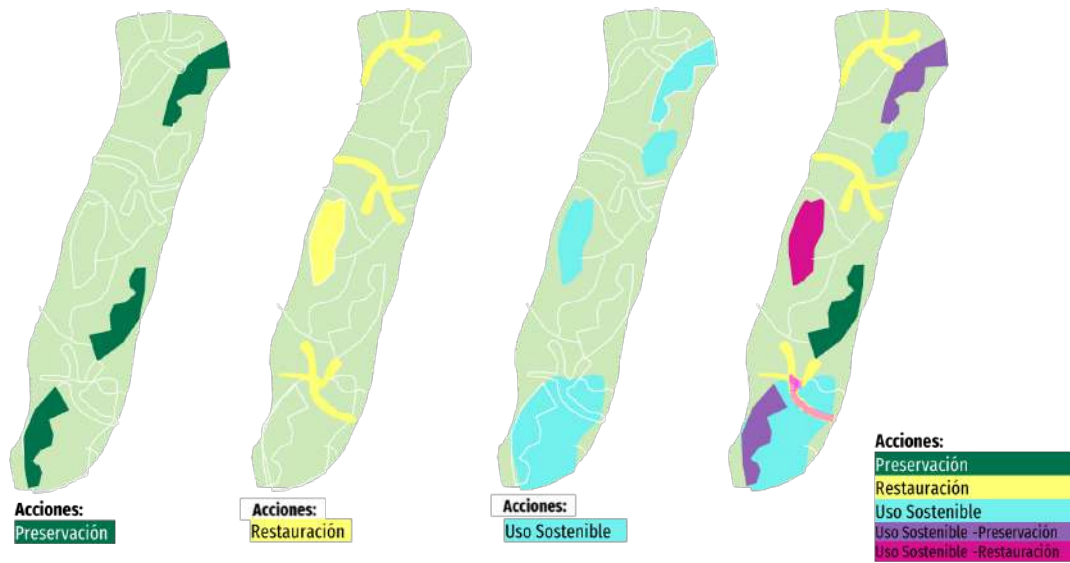 Acciones:
Preservación
Acciones:
Restauración
Acciones:
Uso Sostenible
Acciones:
Preservación
Restauración
Uso Sostenible
Uso Sostenible -Preservación
Uso Sostenible -Restauración